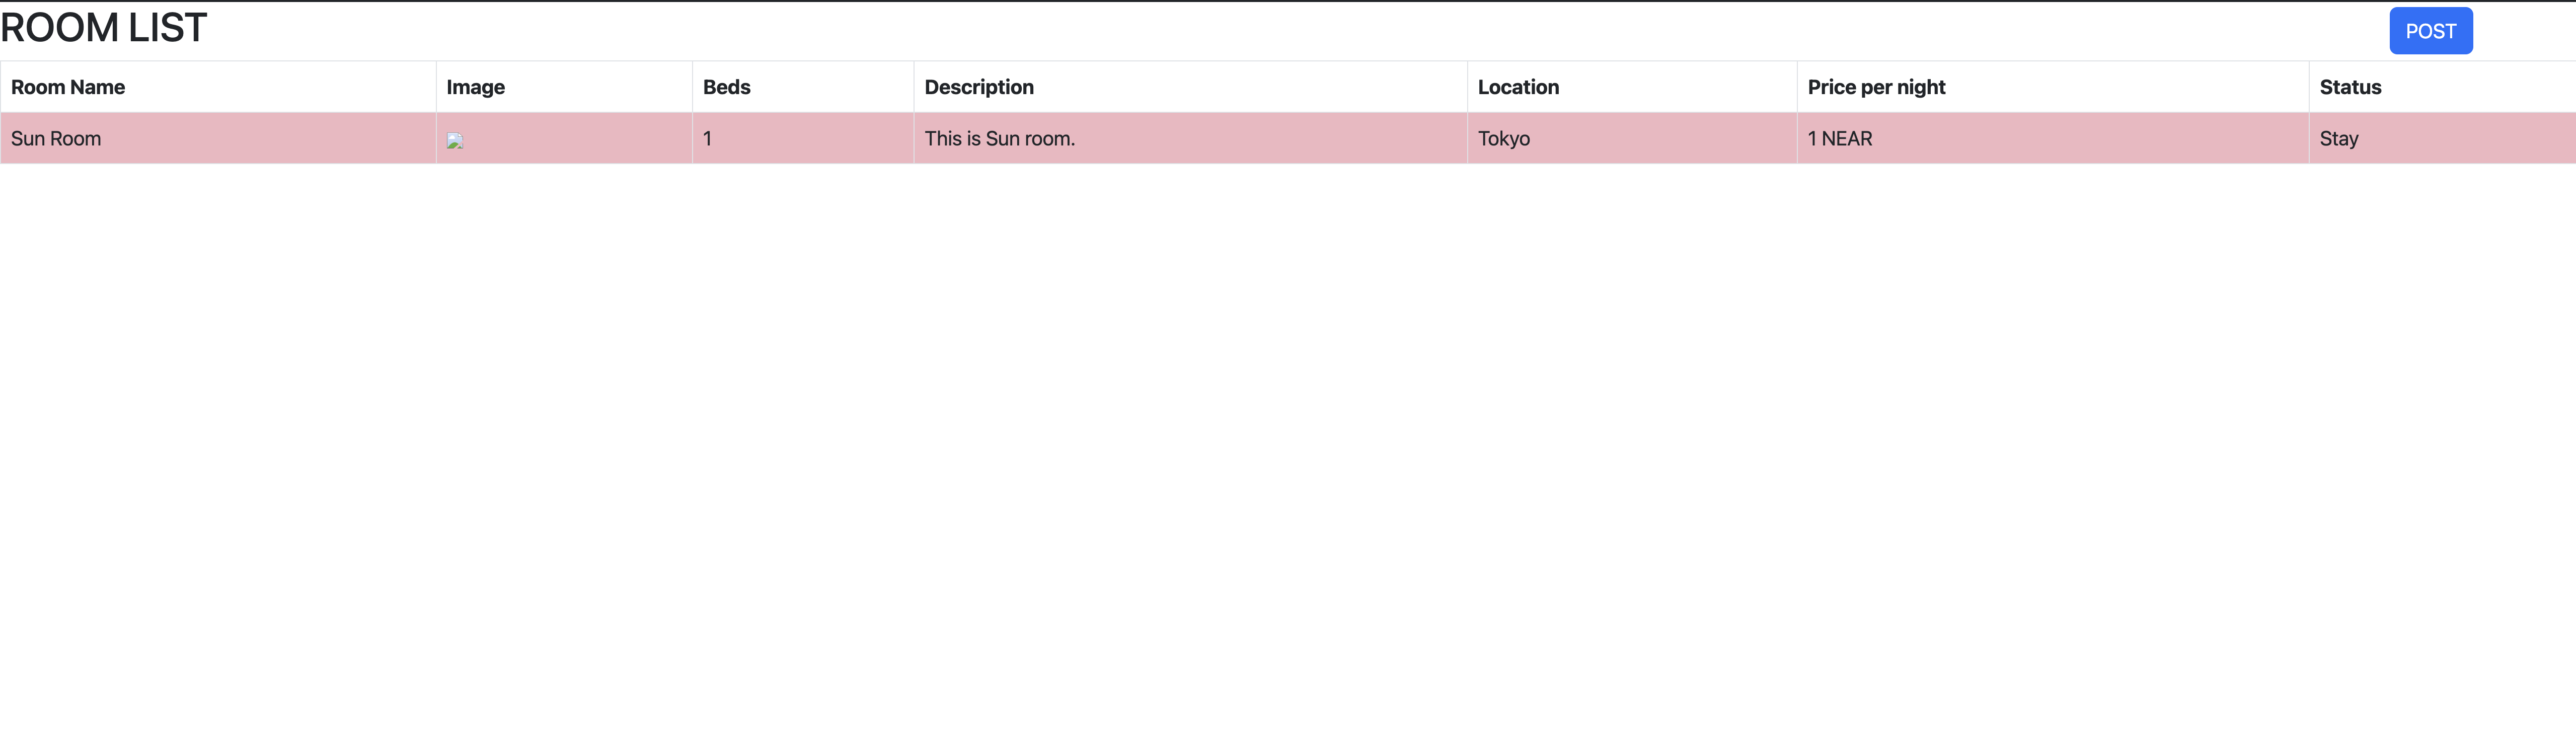 ROOM LIST
POST
Room Name Image Beds Description Location Price per night Status
Sun Room 1 This is Sun room. Tokyo 1 NEAR Stay